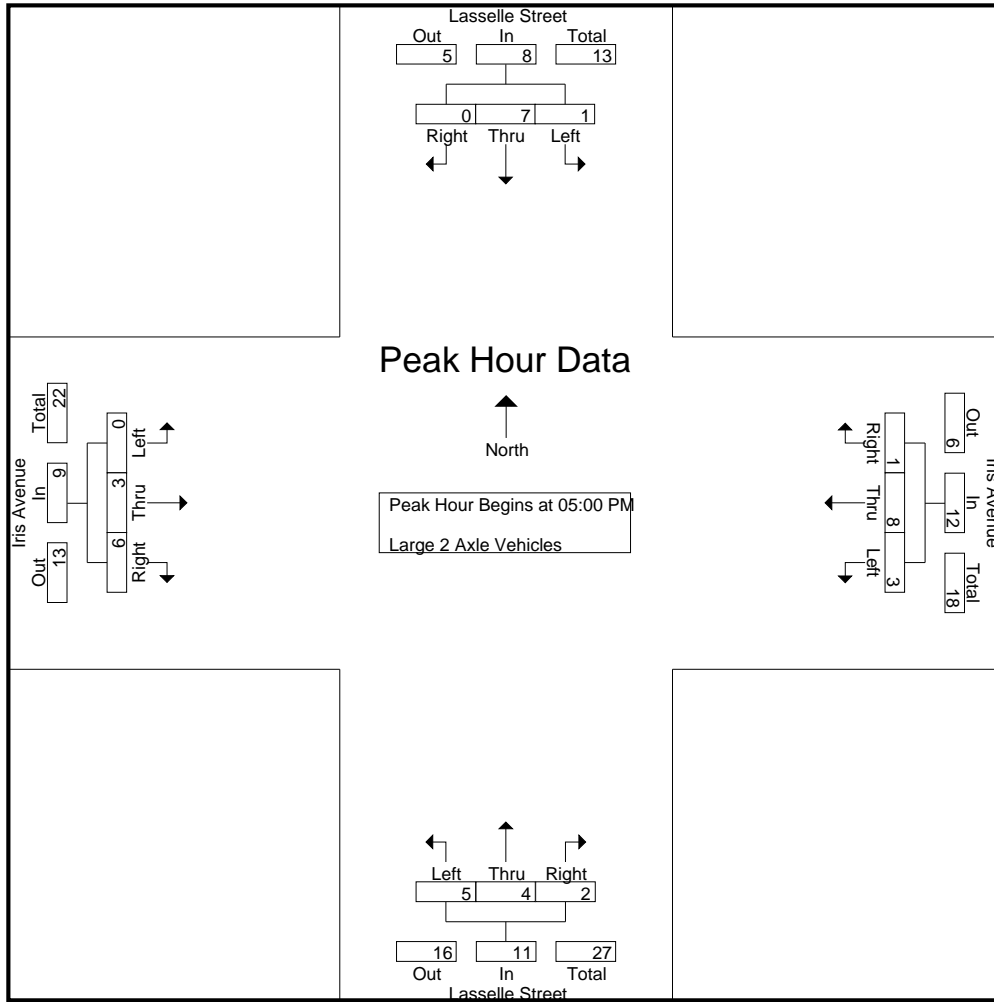 Lasselle Street
Out In Total
5 8 13
0 7 1
Right Thru Left
Peak Hour Data
North
Peak Hour Begins at 05:00 PM
Large 2 Axle Vehicles
Iris Avenue
Total In Out
22 9 13
0 3 6
Left Thru Right
Right Thru Left
1 8 3
Out In Total
6 12 18
Iris Avenue
Left Thru Right
5 4 2
16 11 27
Out In Total
Lasselle Street